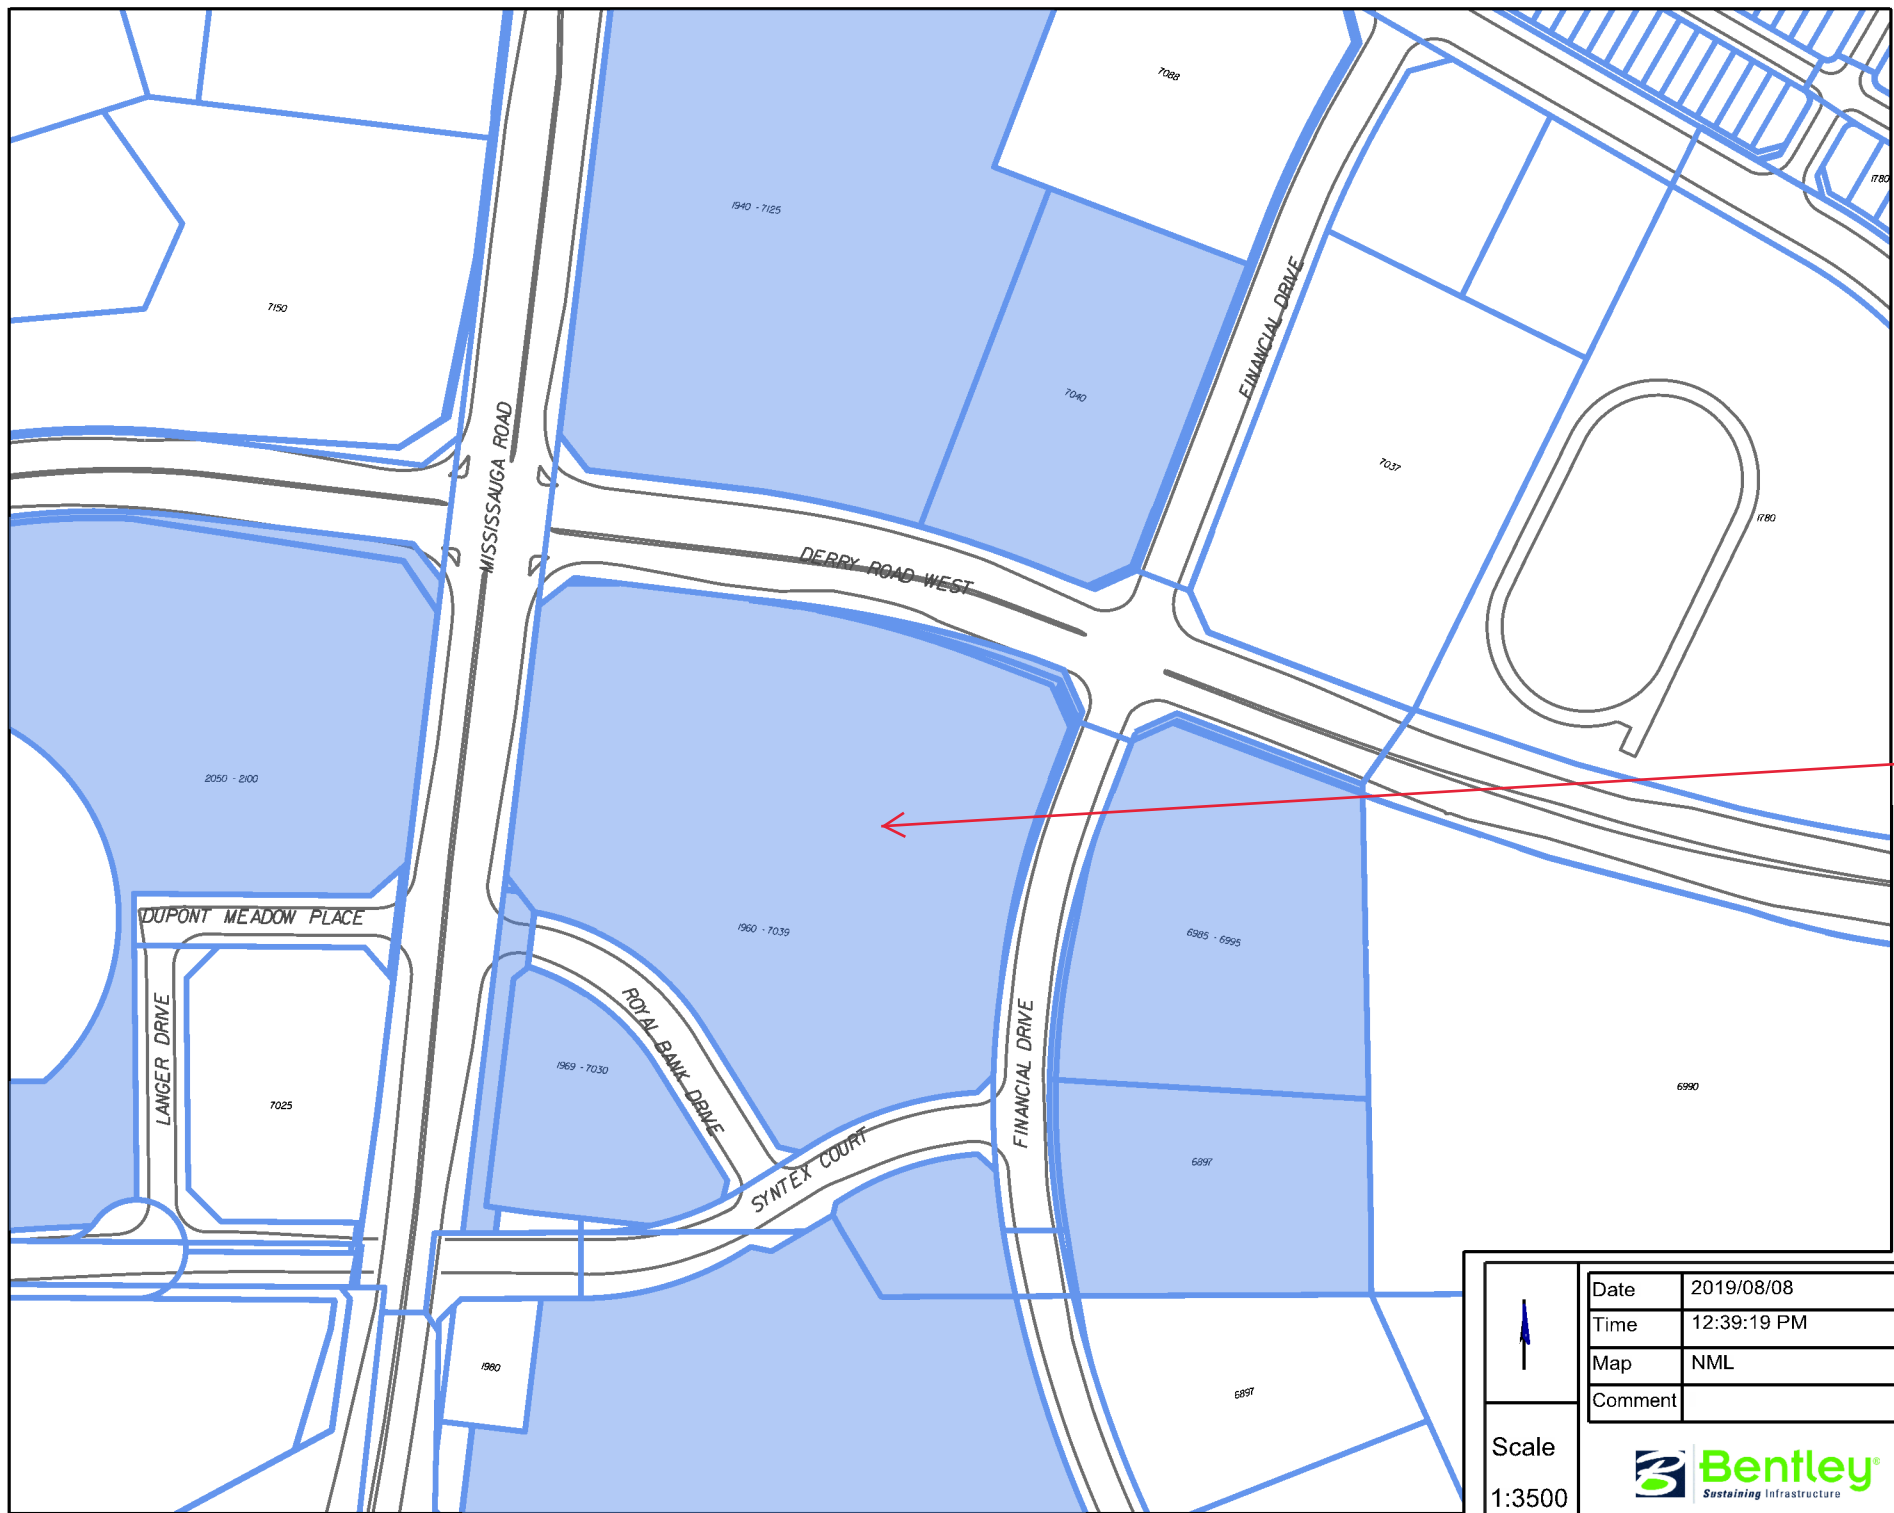 7088
1780
1940 - 7125
7150
FINANCIAL DRIVE
7040
MISSISSAUGA ROAD
7037
1780
DERRY ROAD WEST
2050 - 2100
DUPONT MEADOW PLACE
1960 - 7039
6985 - 6995
ROYAL BANK DRIVE
LANGER DRIVE
FINANCIAL DRIVE
1969 - 7030
7025
6990
SYNTEX COURT
6897
1980
6897
Date 2019/08/08
Time 12:39:19 PM
Map NML
Comment
Scale
1:3500
Bentley®
Sustaining Infrastructure